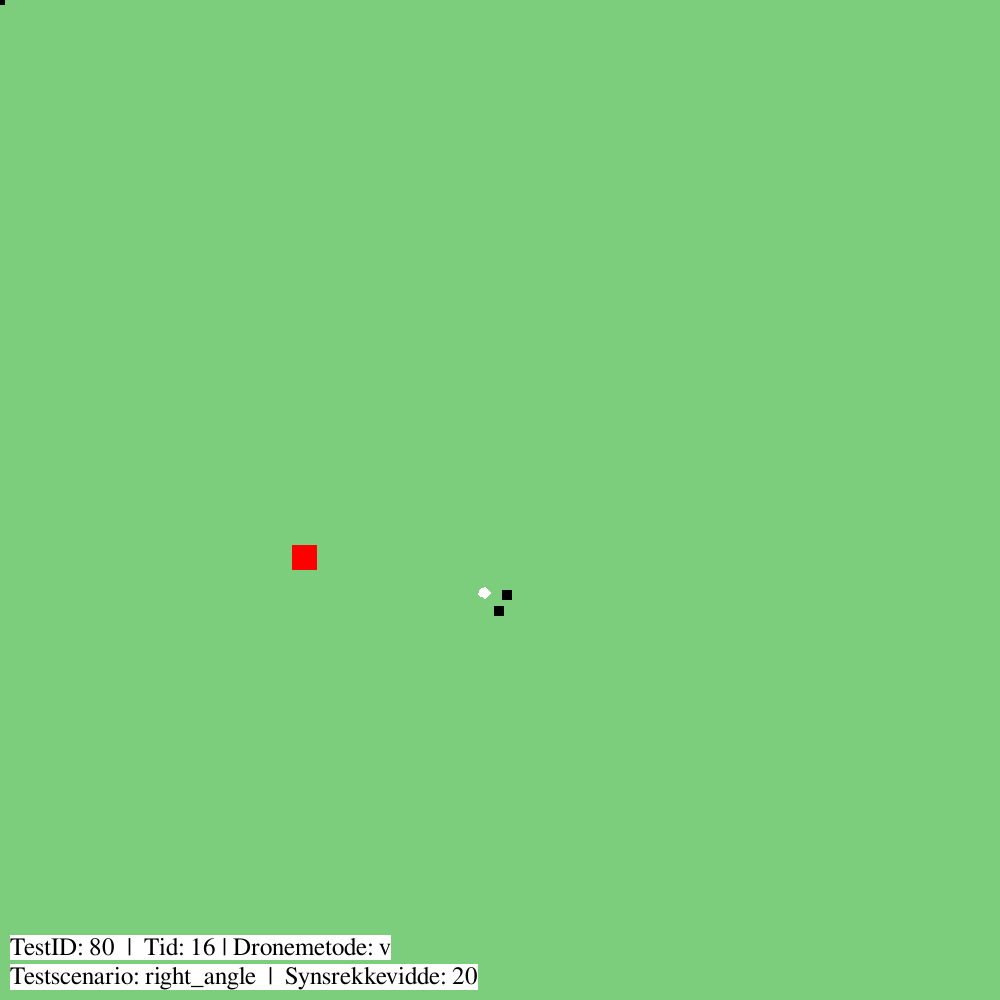 TestID: 80 | Tid: 16 | Dronemetode: v
Testscenario: right_angle | Synsrekkevidde: 20